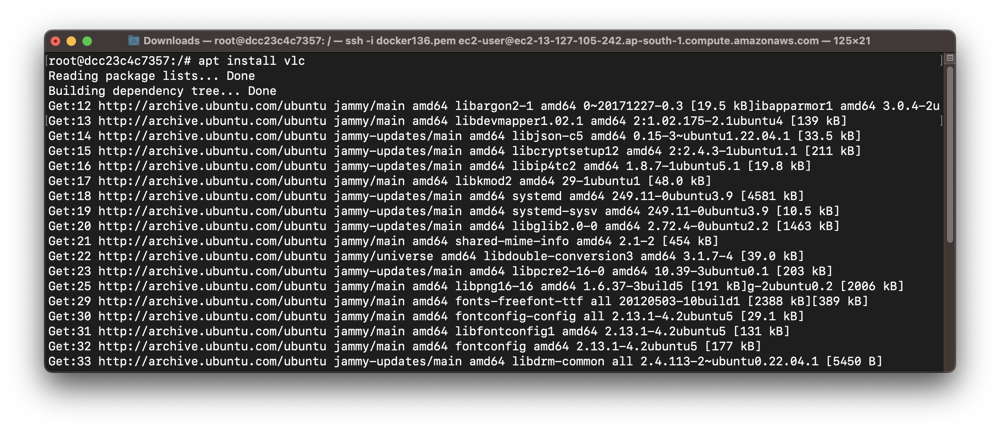 Downloads — root@dcc23c4c7357: / — ssh -i docker136.pem ec2-user@ec2-13-127-105-242.ap-south-1.compute.amazonaws.com — 125×21
[root@dcc23c4c7357:/# apt install vlc ]
Reading package lists... Done
Building dependency tree... Done
Get:12 http://archive.ubuntu.com/ubuntu jammy/main amd64 libargon2-1 amd64 0~20171227-0.3 [19.5 kB]ibapparmor1 amd64 3.0.4-2u
[Get:13 http://archive.ubuntu.com/ubuntu jammy/main amd64 libdevmapper1.02.1 amd64 2:1.02.175-2.1ubuntu4 [139 kB] ]
Get:14 http://archive.ubuntu.com/ubuntu jammy-updates/main amd64 libjson-c5 amd64 0.15-3~ubuntu1.22.04.1 [33.5 kB]
Get:15 http://archive.ubuntu.com/ubuntu jammy-updates/main amd64 libcryptsetup12 amd64 2:2.4.3-1ubuntu1.1 [211 kB]
Get:16 http://archive.ubuntu.com/ubuntu jammy-updates/main amd64 libip4tc2 amd64 1.8.7-1ubuntu5.1 [19.8 kB]
Get:17 http://archive.ubuntu.com/ubuntu jammy/main amd64 libkmod2 amd64 29-1ubuntu1 [48.0 kB]
Get:18 http://archive.ubuntu.com/ubuntu jammy-updates/main amd64 systemd amd64 249.11-0ubuntu3.9 [4581 kB]
Get:19 http://archive.ubuntu.com/ubuntu jammy-updates/main amd64 systemd-sysv amd64 249.11-0ubuntu3.9 [10.5 kB]
Get:20 http://archive.ubuntu.com/ubuntu jammy-updates/main amd64 libglib2.0-0 amd64 2.72.4-0ubuntu2.2 [1463 kB]
Get:21 http://archive.ubuntu.com/ubuntu jammy/main amd64 shared-mime-info amd64 2.1-2 [454 kB]
Get:22 http://archive.ubuntu.com/ubuntu jammy/universe amd64 libdouble-conversion3 amd64 3.1.7-4 [39.0 kB]
Get:23 http://archive.ubuntu.com/ubuntu jammy-updates/main amd64 libpcre2-16-0 amd64 10.39-3ubuntu0.1 [203 kB]
Get:25 http://archive.ubuntu.com/ubuntu jammy/main amd64 libpng16-16 amd64 1.6.37-3build5 [191 kB]g-2ubuntu0.2 [2006 kB]
Get:29 http://archive.ubuntu.com/ubuntu jammy/main amd64 fonts-freefont-ttf all 20120503-10build1 [2388 kB][389 kB]
Get:30 http://archive.ubuntu.com/ubuntu jammy/main amd64 fontconfig-config all 2.13.1-4.2ubuntu5 [29.1 kB]
Get:31 http://archive.ubuntu.com/ubuntu jammy/main amd64 libfontconfig1 amd64 2.13.1-4.2ubuntu5 [131 kB]
Get:32 http://archive.ubuntu.com/ubuntu jammy/main amd64 fontconfig amd64 2.13.1-4.2ubuntu5 [177 kB]
Get:33 http://archive.ubuntu.com/ubuntu jammy-updates/main amd64 libdrm-common all 2.4.113-2~ubuntu0.22.04.1 [5450 B]